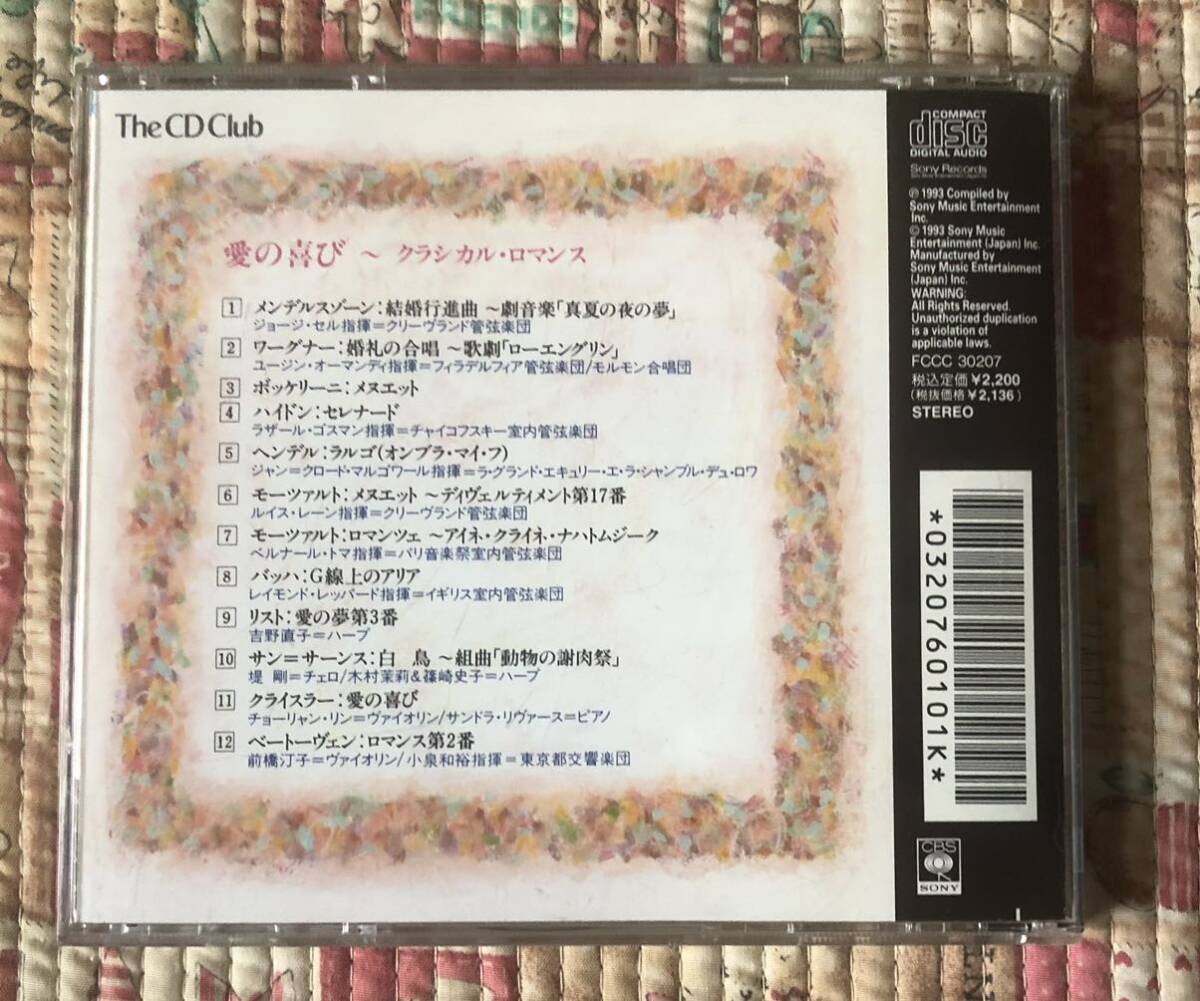 FRIENDS
The CD Club
愛の喜び ~ クラシカル・ロマンス
1 メンデルスゾーン：結婚行進曲 ~劇音楽「真夏の夜の夢」
ジョージ・セル指揮＝クリーヴランド管弦楽団
2 ワーグナー：婚礼の合唱 ~歌劇「ローエングリン」
ユージン・オーマンディ指揮＝フィラデルフィア管弦楽団/モルモン合唱団
3 ボッケリーニ：メヌエット
4 ハイドン：セレナード
ラザール・ゴスマン指揮＝チャイコフスキー室内管弦楽団
5 ヘンデル：ラルゴ(オンブラ・マイ・フ)
ジャン＝クロード・マルゴワール指揮＝ラ・グランド・エキュリー・エ・ラ・シャンブル・デュ・ロワ
6 モーツァルト：メヌエット ~ディヴェルティメント第17番
ルイス・レーン指揮＝クリーヴランド管弦楽団
7 モーツァルト：ロマンツェ ~アイネ・クライネ・ナハトムジーク
ベルナール・トマ指揮＝パリ音楽祭室内管弦楽団
8 バッハ：G線上のアリア
レイモンド・レッパード指揮＝イギリス室内管弦楽団
9 リスト：愛の夢第3番
吉野直子＝ハープ
10 サン＝サーンス：白 鳥 ~組曲「動物の謝肉祭」
堤 剛＝チェロ/木村茉莉&篠崎史子＝ハープ
11 クライスラー：愛の喜び
チョーリャン・リン＝ヴァイオリン/サンドラ・リヴァース＝ピアノ
12 ベートーヴェン：ロマンス第2番
前橋汀子＝ヴァイオリン/小泉和裕指揮＝東京都交響楽団
COMPACT
disc
DIGITAL AUDIO
Sony Records
℗ 1993 Compiled by
Sony Music Entertainment
Inc.
© 1993 Sony Music
Entertainment (Japan) Inc.
Manufactured by
Sony Music Entertainment
(Japan) Inc.
WARNING:
All Rights Reserved.
Unauthorized duplication
is a violation of
applicable laws.
FCCC 30207
税込定価¥2,200
(税抜価格¥2,136)
STEREO
*0320760101K*
CBS
SONY